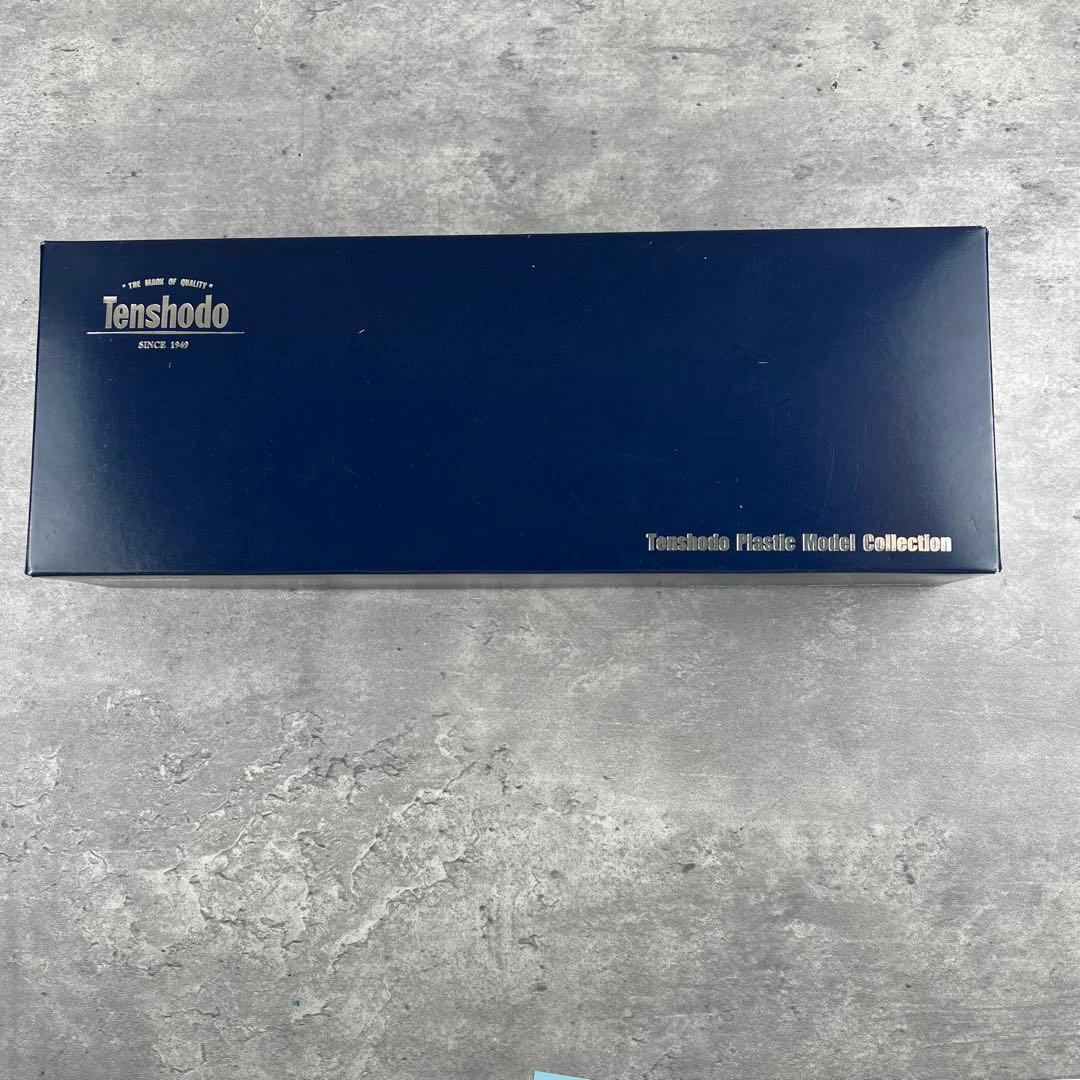 "THE MARK OF QUALITY"
Tenshodo
SINCE 1949
Tenshodo Plastic Model Collection